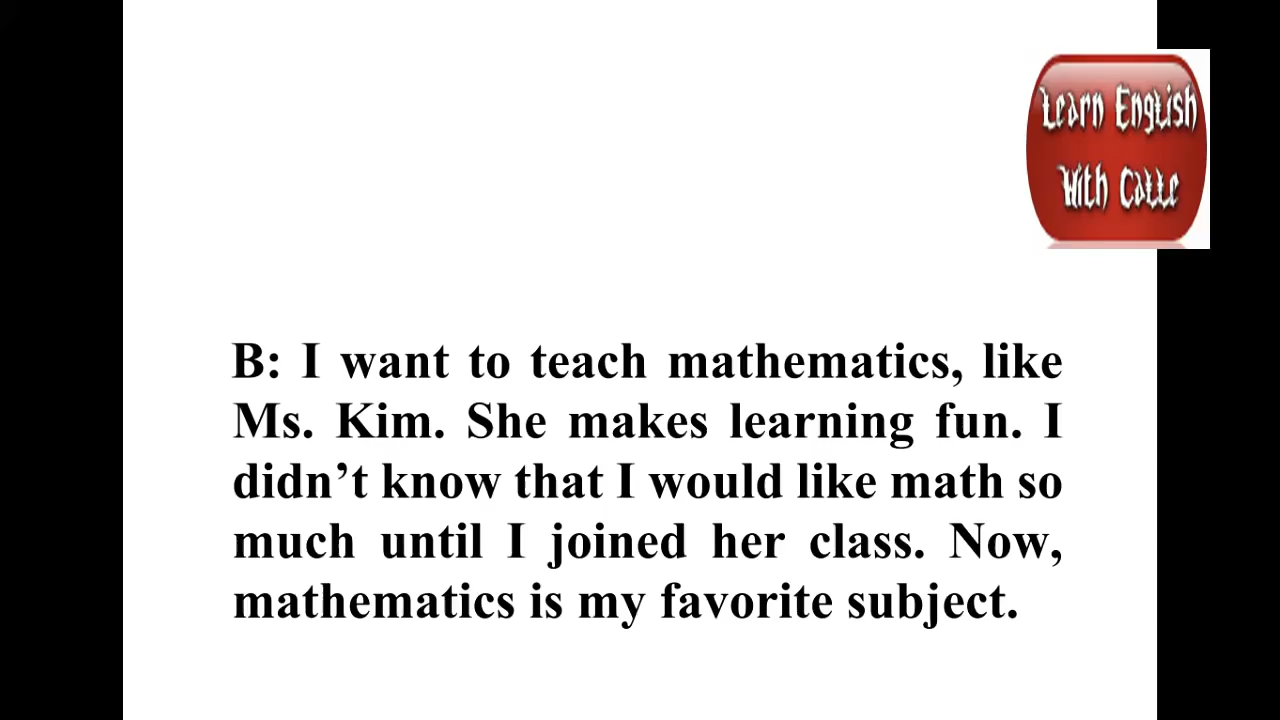 Learn English
With Catte
B: I want to teach mathematics, like
Ms. Kim. She makes learning fun. I
didn’t know that I would like math so
much until I joined her class. Now,
mathematics is my favorite subject.